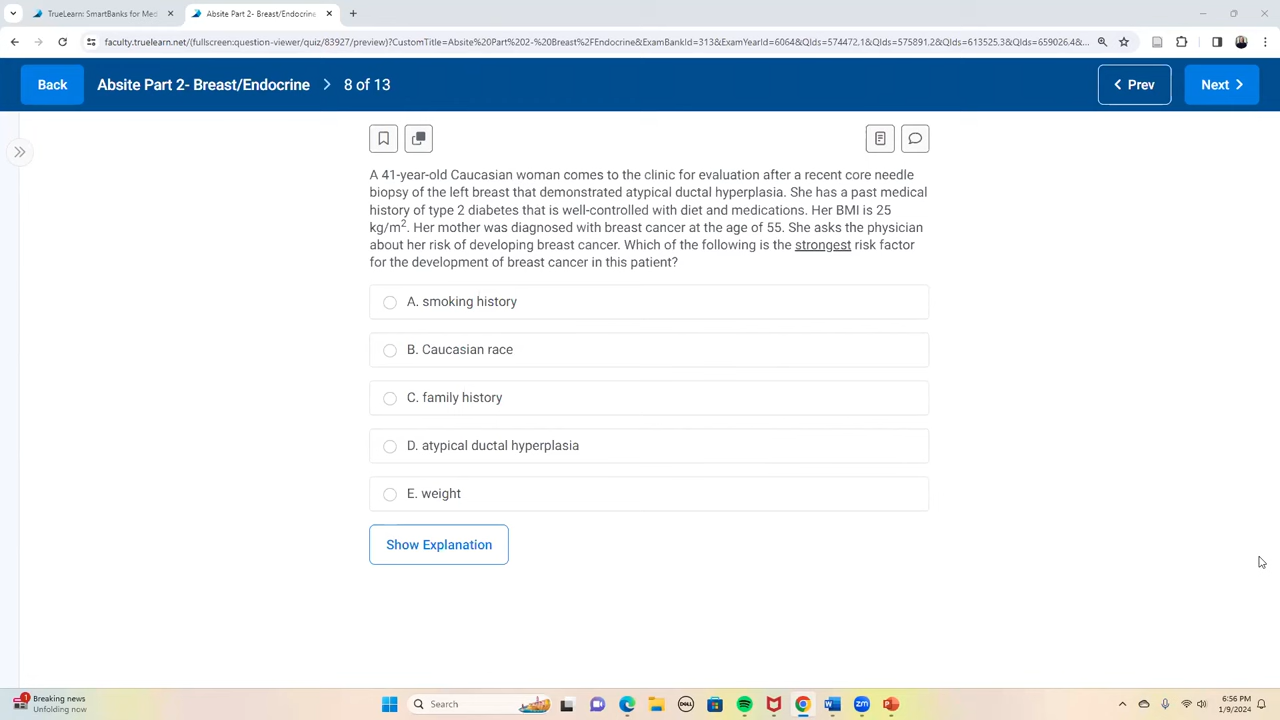 TrueLearn: SmartBanks for Med
Absite Part 2- Breast/Endocrine
faculty.truelearn.net/(fullscreen:question-viewer/quiz/83927/preview)?CustomTitle=Absite%20Part%202-%20Breast%2FEndocrine&ExamBankId=313&ExamYearId=6064&QIds=574472,1&QIds=575891,2&QIds=613525,3&QIds=659026,4&...
Back
Absite Part 2- Breast/Endocrine
8 of 13
Prev
Next
A 41-year-old Caucasian woman comes to the clinic for evaluation after a recent core needle
biopsy of the left breast that demonstrated atypical ductal hyperplasia. She has a past medical
history of type 2 diabetes that is well-controlled with diet and medications. Her BMI is 25
kg/m². Her mother was diagnosed with breast cancer at the age of 55. She asks the physician
about her risk of developing breast cancer. Which of the following is the strongest risk factor
for the development of breast cancer in this patient?
A. smoking history
B. Caucasian race
C. family history
D. atypical ductal hyperplasia
E. weight
Show Explanation
1
Breaking news
Unfolding now
Search
DELL
W
zm
P
6:56 PM
1/9/2024